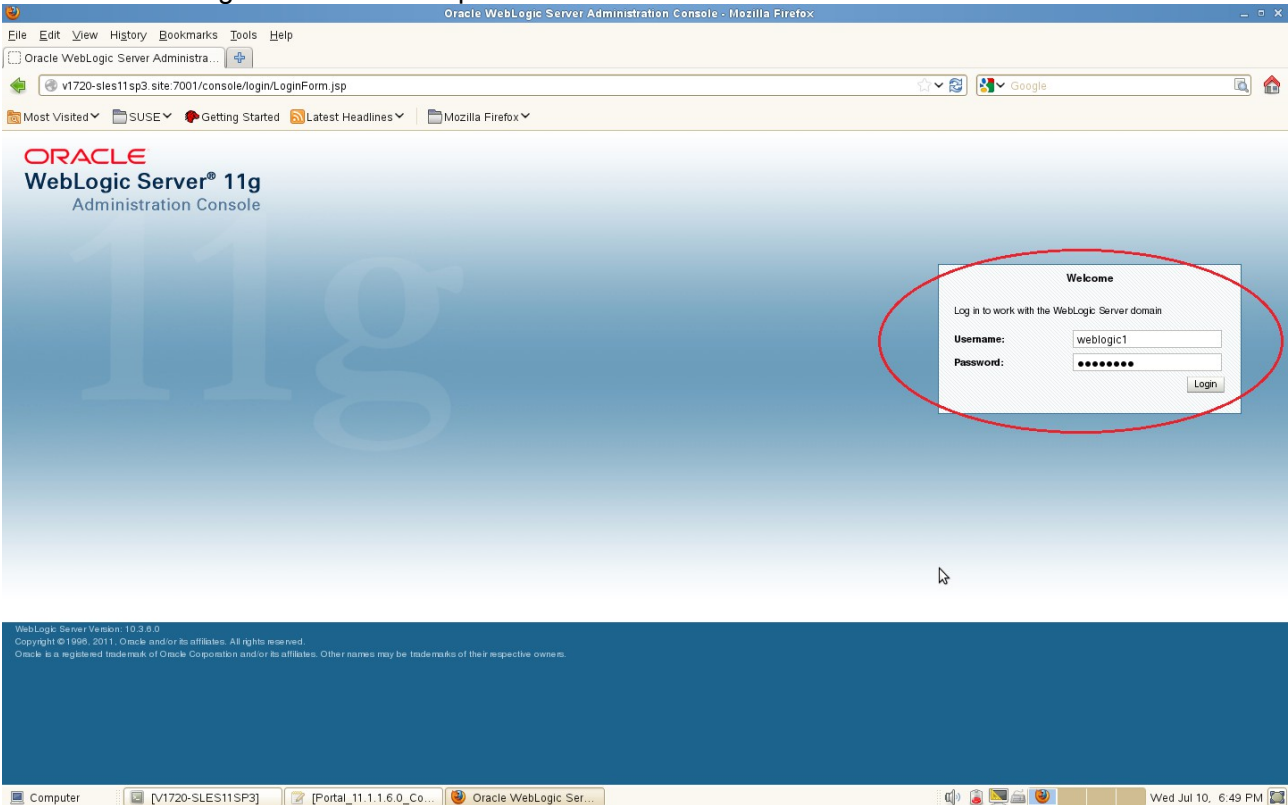 Oracle WebLogic Server Administration Console - Mozilla Firefox
File Edit View History Bookmarks Tools Help
Oracle WebLogic Server Administra...
v1720-sles11sp3.site:7001/console/login/LoginForm.jsp
Google
Most Visited SUSE Getting Started Latest Headlines Mozilla Firefox
ORACLE
WebLogic Server® 11g
Administration Console
11g
Welcome
Log in to work with the WebLogic Server domain
Username: weblogic1
Password: ●●●●●●●●
Login
WebLogic Server Version: 10.3.6.0
Copyright © 1996, 2011, Oracle and/or its affiliates. All rights reserved.
Oracle is a registered trademark of Oracle Corporation and/or its affiliates. Other names may be trademarks of their respective owners.
Computer [V1720-SLES11SP3] [Portal_11.1.1.6.0_Co... Oracle WebLogic Ser... Wed Jul 10, 6:49 PM